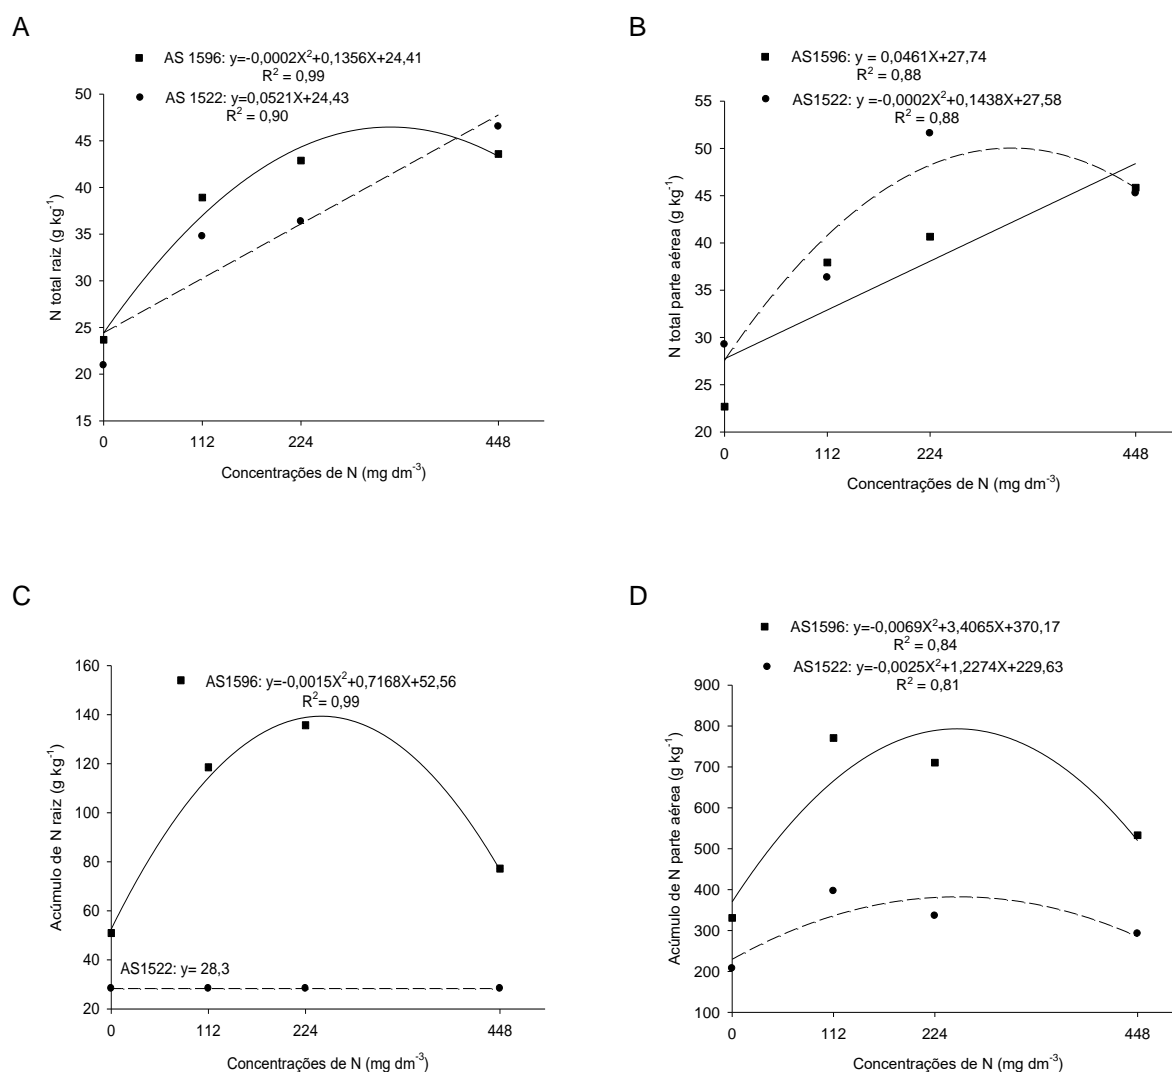 A
AS 1596: y=-0,0002X²+0,1356X+24,41
R² = 0,99
AS 1522: y=0,0521X+24,43
R² = 0,90
50
45
40
35
30
25
20
15
N total raiz (g kg⁻¹)
0 112 224 448
Concentrações de N (mg dm⁻³)
B
AS1596: y = 0,0461X+27,74
R² = 0,88
AS1522: y =-0,0002X²+0,1438X+27,58
R² = 0,88
55
50
45
40
35
30
25
20
N total parte aérea (g kg⁻¹)
0 112 224 448
Concentrações de N (mg dm⁻³)
C
AS1596: y=-0,0015X²+0,7168X+52,56
R²= 0,99
160
140
120
100
80
60
40
20
Acúmulo de N raiz (g kg⁻¹)
AS1522: y= 28,3
0 112 224 448
Concentrações de N (mg dm⁻³)
D
AS1596: y=-0,0069X²+3,4065X+370,17
R² = 0,84
AS1522: y=-0,0025X²+1,2274X+229,63
R² = 0,81
900
800
700
600
500
400
300
200
100
Acúmulo de N parte aérea (g kg⁻¹)
0 112 224 448
Concentrações de N (mg dm⁻³)